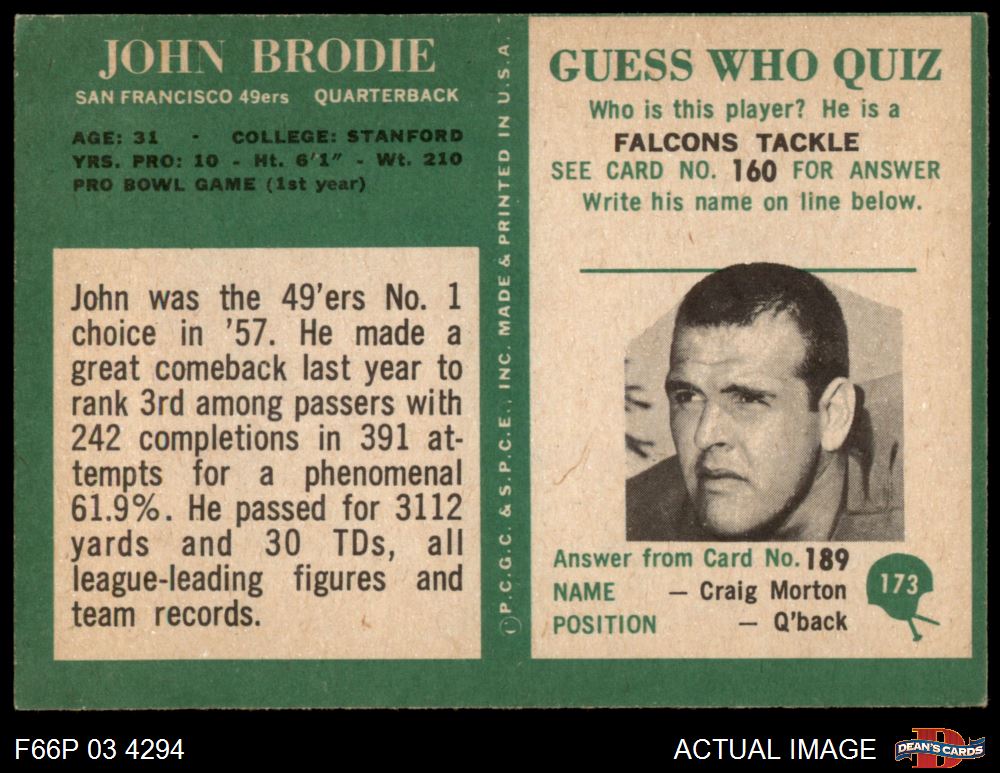 JOHN BRODIE
SAN FRANCISCO 49ers QUARTERBACK
AGE: 31 - COLLEGE: STANFORD
YRS. PRO: 10 - Ht. 6'1" - Wt. 210
PRO BOWL GAME (1st year)
John was the 49'ers No. 1
choice in '57. He made a
great comeback last year to
rank 3rd among passers with
242 completions in 391 at-
tempts for a phenomenal
61.9%. He passed for 3112
yards and 30 TDs, all
league-leading figures and
team records.
Ⓛ P.C.G.C. & S.P.C.E., INC. MADE & PRINTED IN U.S.A.
GUESS WHO QUIZ
Who is this player? He is a
FALCONS TACKLE
SEE CARD NO. 160 FOR ANSWER
Write his name on line below.
Answer from Card No. 189
NAME — Craig Morton
POSITION — Q'back
173
F66P 03 4294
ACTUAL IMAGE
D
DEAN'S CARDS